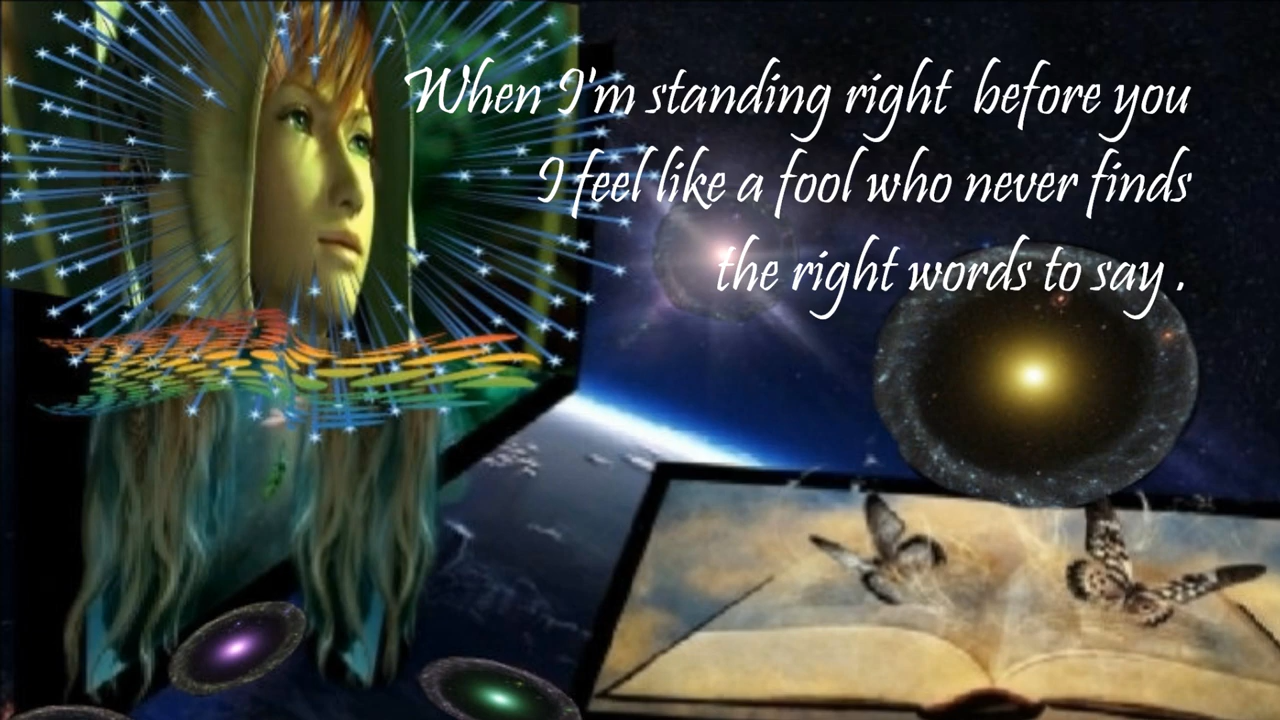 When I'm standing right before you
I feel like a fool who never finds
the right words to say .